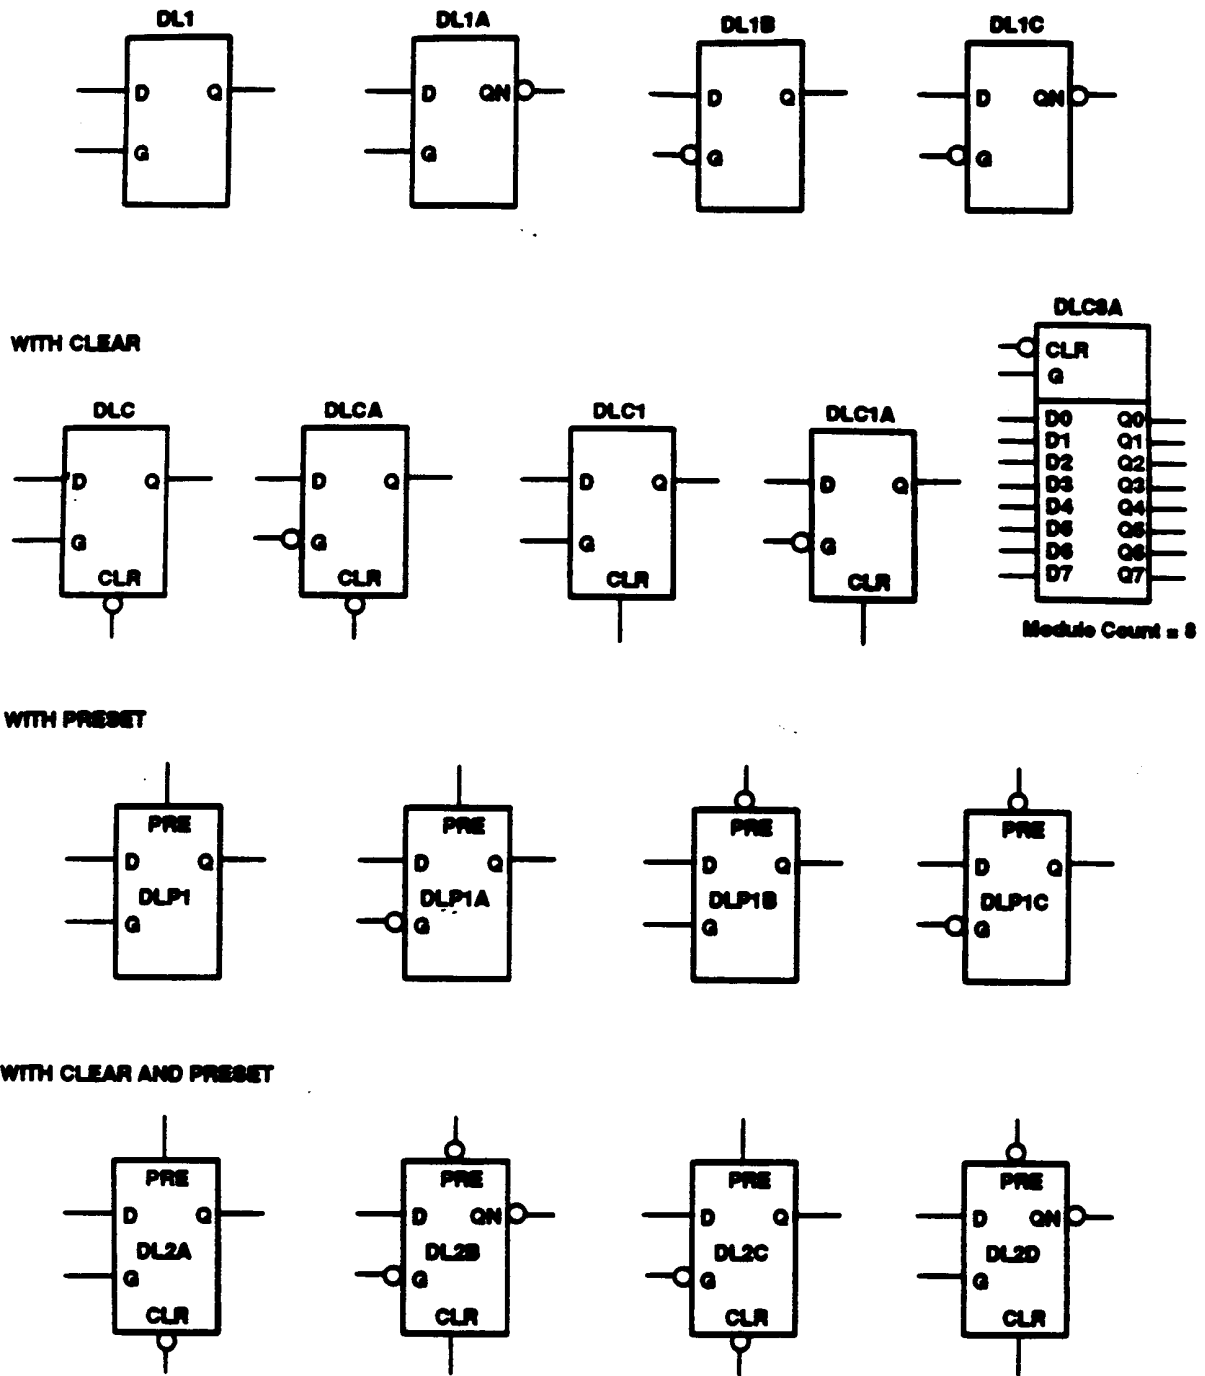 DL1 DL1A DL1B DL1C
D Q D QN D Q D QN
G G G G
WITH CLEAR
DLC DLCA DLC1 DLC1A DLC8A
CLR
G
D Q D Q D Q D Q
G G G G
CLR CLR CLR CLR
D0 Q0
D1 Q1
D2 Q2
D3 Q3
D4 Q4
D5 Q5
D6 Q6
D7 Q7
Module Count = 8
WITH PRESET
PRE PRE PRE PRE
D Q D Q D Q D Q
DLP1 DLP1A DLP1B DLP1C
G G G G
WITH CLEAR AND PRESET
PRE PRE PRE PRE
D Q D QN D Q D QN
DL2A DL2B DL2C DL2D
G G G G
CLR CLR CLR CLR